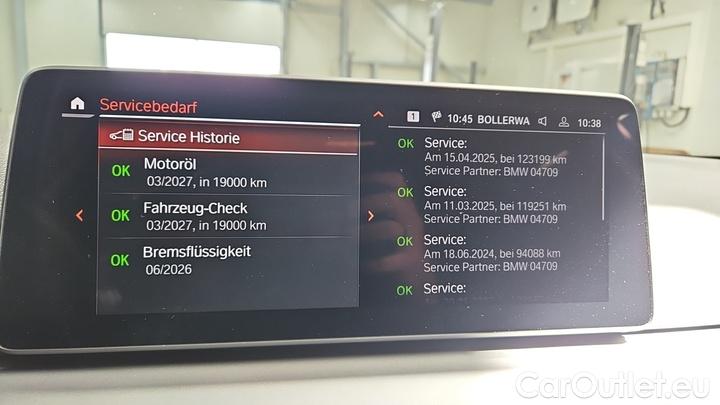 Servicebedarf
Service Historie
OK Motoröl
03/2027, in 19000 km
OK Fahrzeug-Check
03/2027, in 19000 km
OK Bremsflüssigkeit
06/2026
1 10:45 BOLLERWA 10:38
OK Service:
Am 15.04.2025, bei 123199 km
Service Partner: BMW 04709
OK Service:
Am 11.03.2025, bei 119251 km
Service Partner: BMW 04709
OK Service:
Am 18.06.2024, bei 94088 km
Service Partner: BMW 04709
OK Service:
CarOutlet.eu